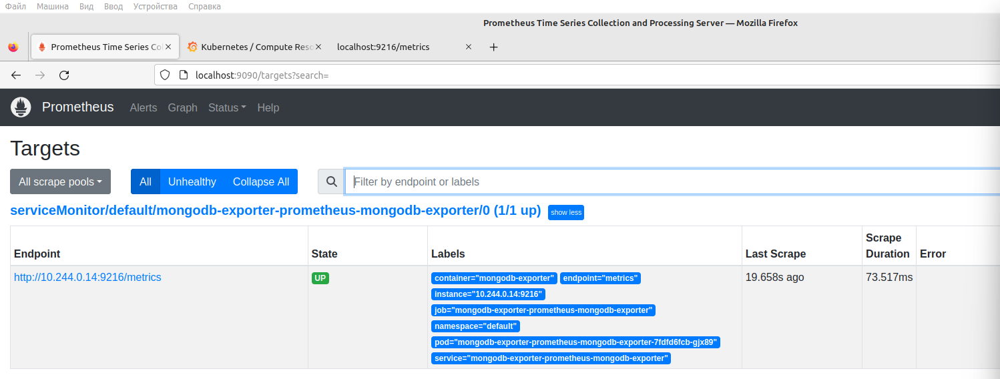 Файл Машина Вид Ввод Устройства Справка
Prometheus Time Series Collection and Processing Server — Mozilla Firefox
Prometheus Time Series Co Kubernetes / Compute Reso localhost:9216/metrics
localhost:9090/targets?search=
Prometheus Alerts Graph Status Help
Targets
All scrape pools All Unhealthy Collapse All Filter by endpoint or labels
serviceMonitor/default/mongodb-exporter-prometheus-mongodb-exporter/0 (1/1 up) show less
Endpoint State Labels Last Scrape Scrape Duration Error
http://10.244.0.14:9216/metrics UP container="mongodb-exporter" endpoint="metrics" 19.658s ago 73.517ms
instance="10.244.0.14:9216"
job="mongodb-exporter-prometheus-mongodb-exporter"
namespace="default"
pod="mongodb-exporter-prometheus-mongodb-exporter-7fdfd6fcb-gjx89"
service="mongodb-exporter-prometheus-mongodb-exporter"